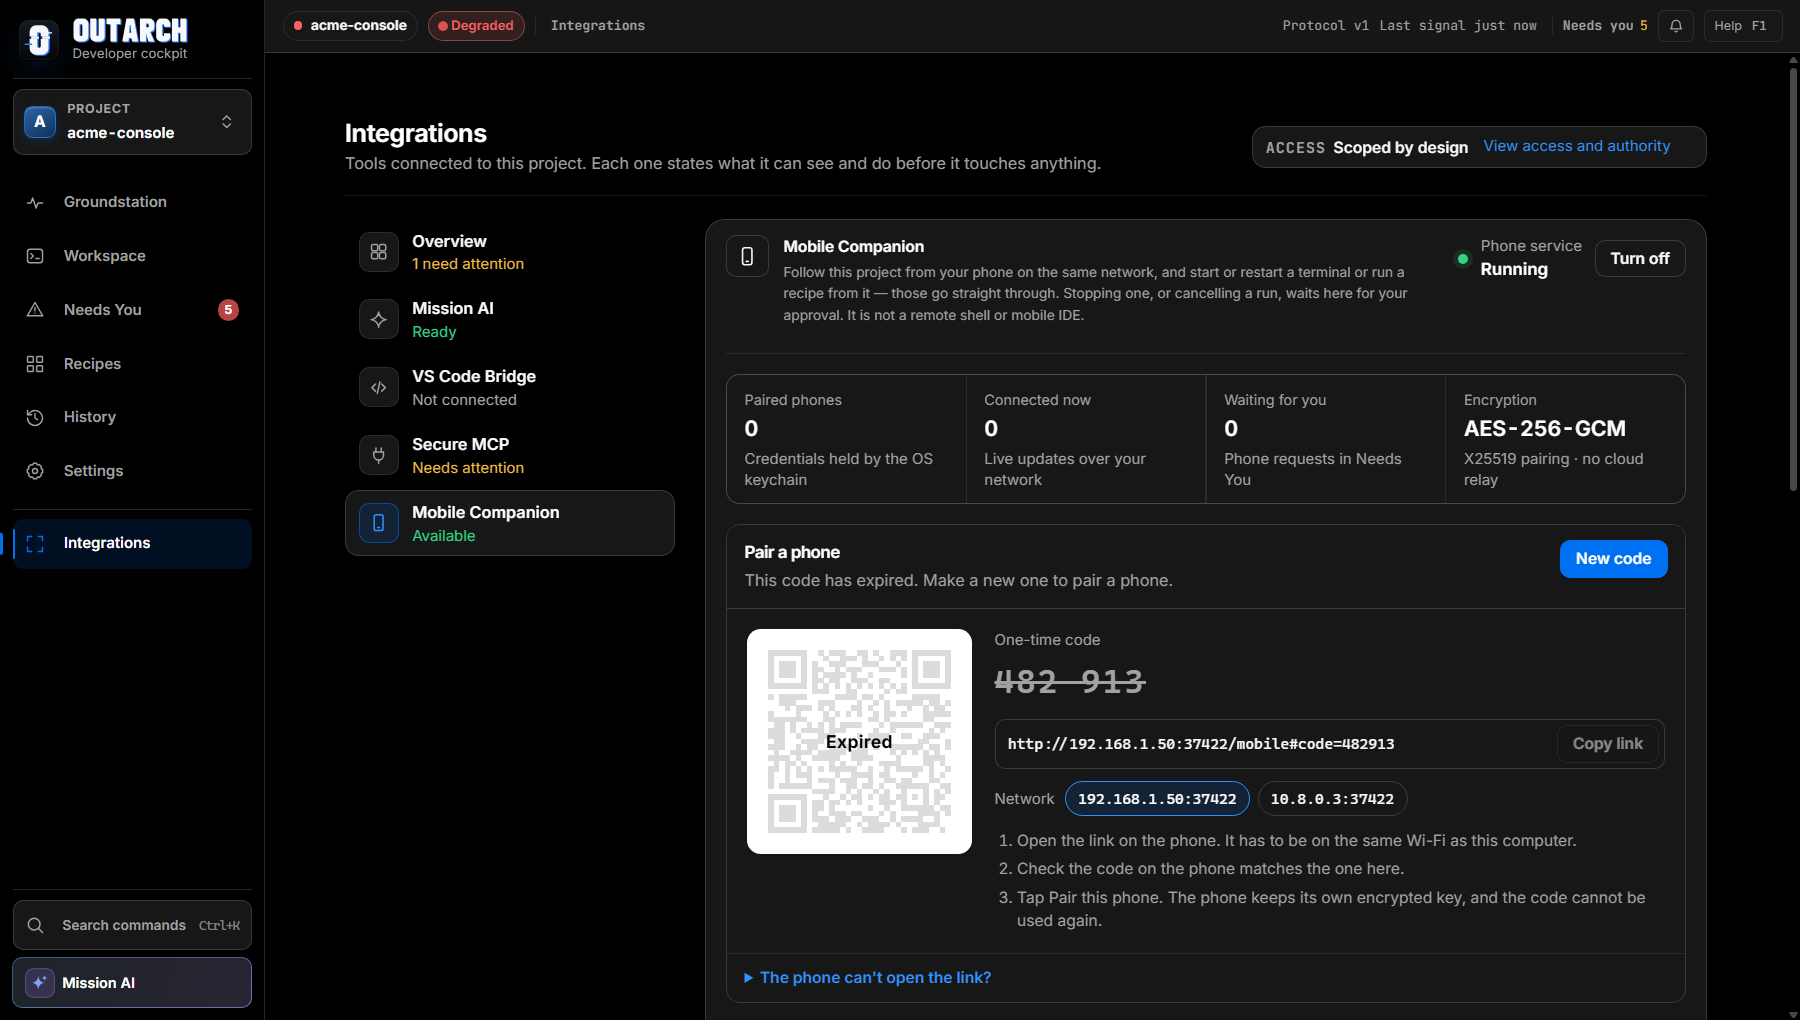 OUTARCH
Developer cockpit
PROJECT
A
acme-console
Groundstation
Workspace
Needs You
5
Recipes
History
Settings
Integrations
Search commands
Ctrl+K
Mission AI
acme-console
Degraded
Integrations
Protocol v1
Last signal just now
Needs you 5
Help F1
Integrations
Tools connected to this project. Each one states what it can see and do before it touches anything.
ACCESS Scoped by design View access and authority
Overview
1 need attention
Mission AI
Ready
VS Code Bridge
Not connected
Secure MCP
Needs attention
Mobile Companion
Available
Mobile Companion
Follow this project from your phone on the same network, and start or restart a terminal or run a
recipe from it — those go straight through. Stopping one, or cancelling a run, waits here for your
approval. It is not a remote shell or mobile IDE.
Phone service
Running
Turn off
Paired phones
0
Credentials held by the OS
keychain
Connected now
0
Live updates over your
network
Waiting for you
0
Phone requests in Needs
You
Encryption
AES-256-GCM
X25519 pairing · no cloud
relay
Pair a phone
This code has expired. Make a new one to pair a phone.
New code
Expired
One-time code
482 913
http://192.168.1.50:37422/mobile#code=482913
Copy link
Network
192.168.1.50:37422
10.8.0.3:37422
1. Open the link on the phone. It has to be on the same Wi-Fi as this computer.
2. Check the code on the phone matches the one here.
3. Tap Pair this phone. The phone keeps its own encrypted key, and the code cannot be
used again.
The phone can't open the link?